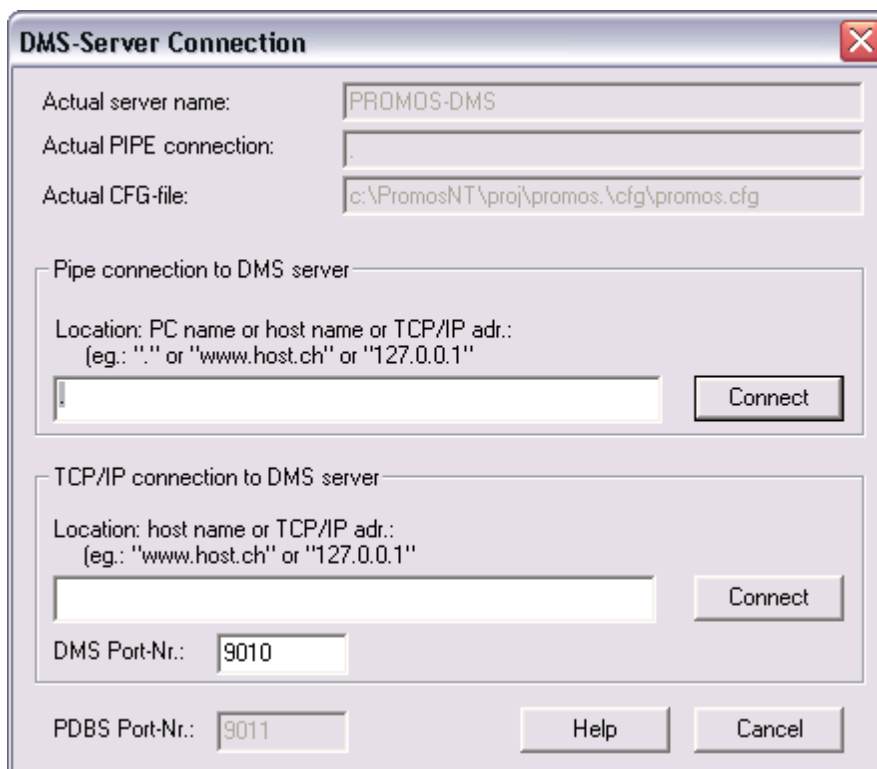 DMS-Server Connection
Actual server name: PROMOS-DMS
Actual PIPE connection: .
Actual CFG-file: c:\PromosNT\proj\promos.\cfg\promos.cfg
Pipe connection to DMS server
Location: PC name or host name or TCP/IP adr.:
(eg.: "." or "www.host.ch" or "127.0.0.1"
. Connect
TCP/IP connection to DMS server
Location: host name or TCP/IP adr.:
(eg.: "www.host.ch" or "127.0.0.1"
Connect
DMS Port-Nr.: 9010
PDBS Port-Nr.: 9011 Help Cancel